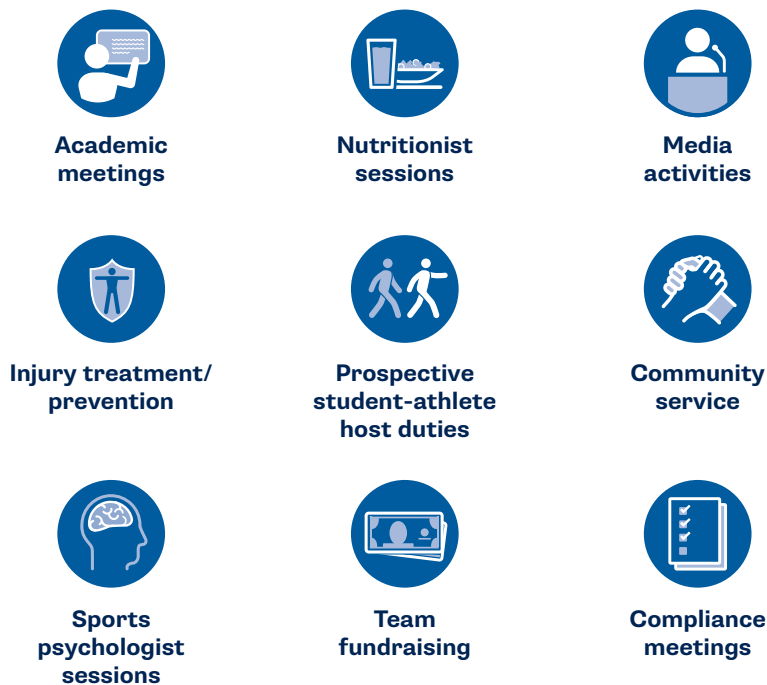 Academic
meetings
Nutritionist
sessions
Media
activities
Injury treatment/
prevention
Prospective
student-athlete
host duties
Community
service
Sports
psychologist
sessions
Team
fundraising
Compliance
meetings